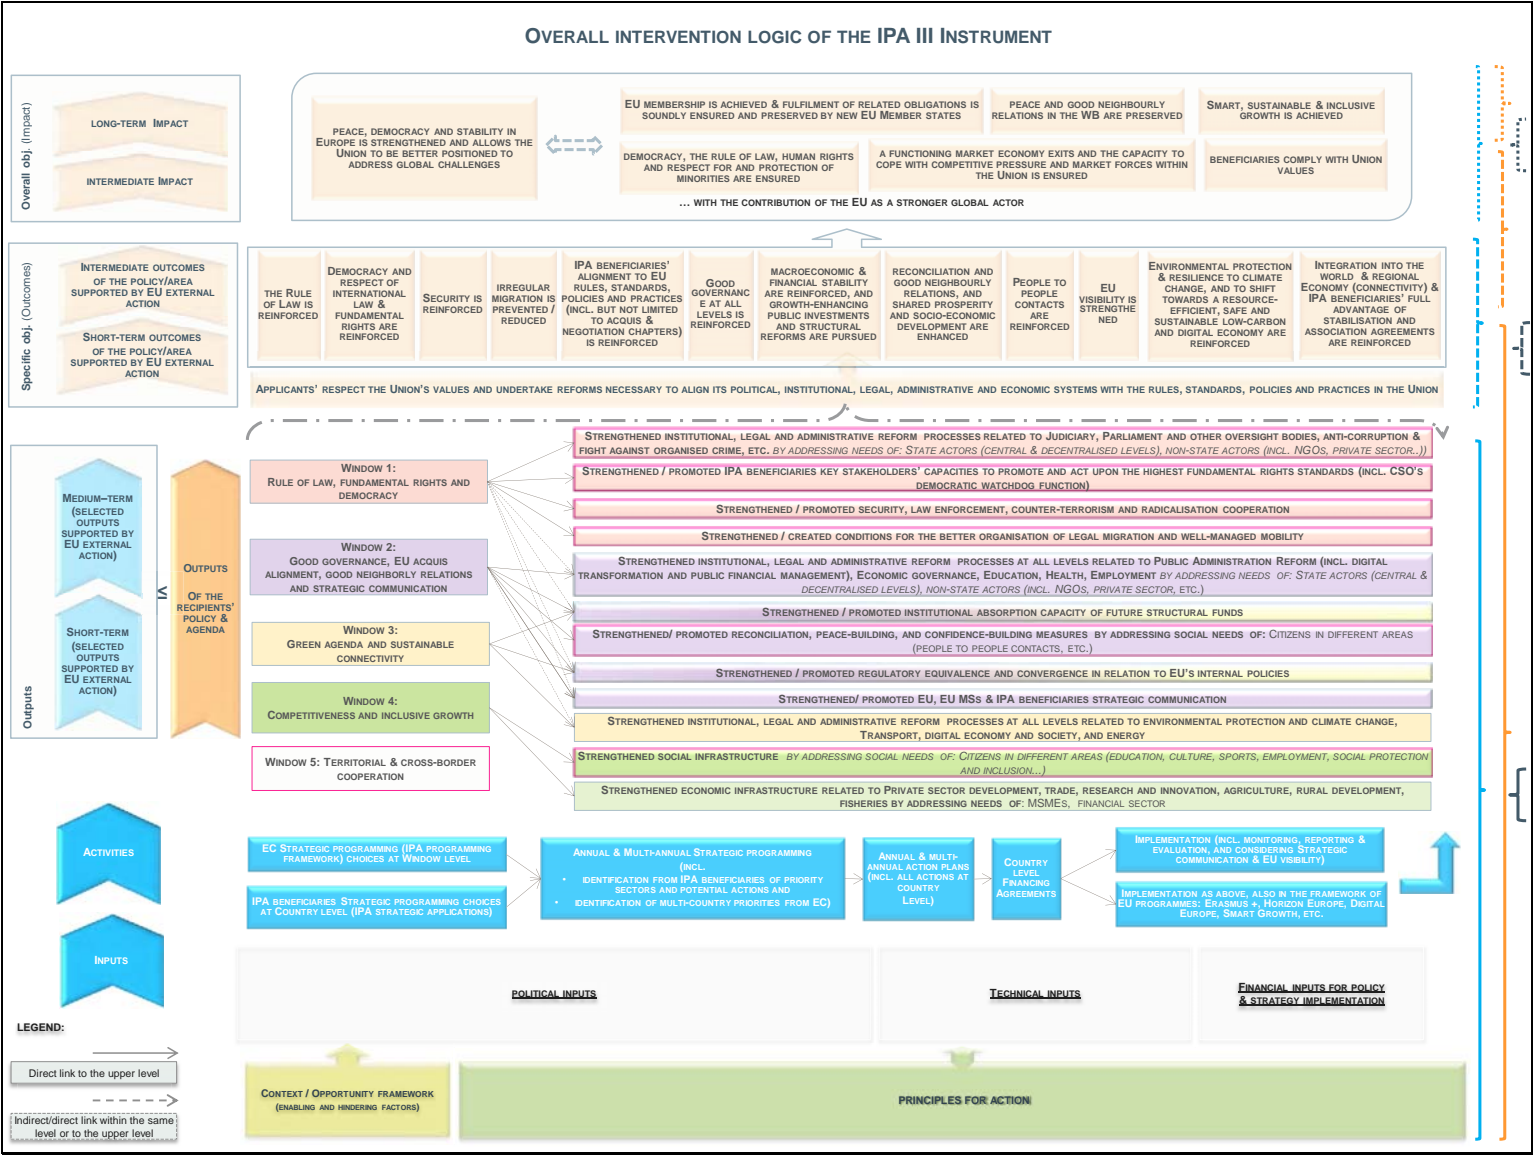 OVERALL INTERVENTION LOGIC OF THE IPA III INSTRUMENT
Overall obj. (Impact)
LONG-TERM IMPACT
INTERMEDIATE IMPACT
PEACE, DEMOCRACY AND STABILITY IN
EUROPE IS STRENGTHENED AND ALLOWS THE
UNION TO BE BETTER POSITIONED TO
ADDRESS GLOBAL CHALLENGES
EU MEMBERSHIP IS ACHIEVED & FULFILMENT OF RELATED OBLIGATIONS IS
SOUNDLY ENSURED AND PRESERVED BY NEW EU MEMBER STATES
PEACE AND GOOD NEIGHBOURLY
RELATIONS IN THE WB ARE PRESERVED
SMART, SUSTAINABLE & INCLUSIVE
GROWTH IS ACHIEVED
DEMOCRACY, THE RULE OF LAW, HUMAN RIGHTS
AND RESPECT FOR AND PROTECTION OF
MINORITIES ARE ENSURED
A FUNCTIONING MARKET ECONOMY EXITS AND THE CAPACITY TO
COPE WITH COMPETITIVE PRESSURE AND MARKET FORCES WITHIN
THE UNION IS ENSURED
BENEFICIARIES COMPLY WITH UNION
VALUES
... WITH THE CONTRIBUTION OF THE EU AS A STRONGER GLOBAL ACTOR
Specific obj. (Outcomes)
INTERMEDIATE OUTCOMES
OF THE POLICY/AREA
SUPPORTED BY EU EXTERNAL
ACTION
SHORT-TERM OUTCOMES
OF THE POLICY/AREA
SUPPORTED BY EU EXTERNAL
ACTION
THE RULE
OF LAW IS
REINFORCED
DEMOCRACY AND
RESPECT OF
INTERNATIONAL
LAW &
FUNDAMENTAL
RIGHTS ARE
REINFORCED
SECURITY IS
REINFORCED
IRREGULAR
MIGRATION IS
PREVENTED /
REDUCED
IPA BENEFICIARIES'
ALIGNMENT TO EU
RULES, STANDARDS,
POLICIES AND PRACTICES
(INCL. BUT NOT LIMITED
TO ACQUIS &
NEGOTIATION CHAPTERS)
IS REINFORCED
GOOD
GOVERNANC
E AT ALL
LEVELS IS
REINFORCED
MACROECONOMIC &
FINANCIAL STABILITY
ARE REINFORCED, AND
GROWTH-ENHANCING
PUBLIC INVESTMENTS
AND STRUCTURAL
REFORMS ARE PURSUED
RECONCILIATION AND
GOOD NEIGHBOURLY
RELATIONS, AND
SHARED PROSPERITY
AND SOCIO-ECONOMIC
DEVELOPMENT ARE
ENHANCED
PEOPLE TO
PEOPLE
CONTACTS
ARE
REINFORCED
EU
VISIBILITY IS
STRENGTHE
NED
ENVIRONMENTAL PROTECTION
& RESILIENCE TO CLIMATE
CHANGE, AND TO SHIFT
TOWARDS A RESOURCE-
EFFICIENT, SAFE AND
SUSTAINABLE LOW-CARBON
AND DIGITAL ECONOMY ARE
REINFORCED
INTEGRATION INTO THE
WORLD & REGIONAL
ECONOMY (CONNECTIVITY) &
IPA BENEFICIARIES' FULL
ADVANTAGE OF
STABILISATION AND
ASSOCIATION AGREEMENTS
ARE REINFORCED
APPLICANTS' RESPECT THE UNION'S VALUES AND UNDERTAKE REFORMS NECESSARY TO ALIGN ITS POLITICAL, INSTITUTIONAL, LEGAL, ADMINISTRATIVE AND ECONOMIC SYSTEMS WITH THE RULES, STANDARDS, POLICIES AND PRACTICES IN THE UNION
Outputs
MEDIUM–TERM
(SELECTED
OUTPUTS
SUPPORTED BY
EU EXTERNAL
ACTION)
SHORT-TERM
(SELECTED
OUTPUTS
SUPPORTED BY
EU EXTERNAL
ACTION)
≤
OUTPUTS
OF THE
RECIPIENTS'
POLICY &
AGENDA
WINDOW 1:
RULE OF LAW, FUNDAMENTAL RIGHTS AND
DEMOCRACY
WINDOW 2:
GOOD GOVERNANCE, EU ACQUIS
ALIGNMENT, GOOD NEIGHBORLY RELATIONS
AND STRATEGIC COMMUNICATION
WINDOW 3:
GREEN AGENDA AND SUSTAINABLE
CONNECTIVITY
WINDOW 4:
COMPETITIVENESS AND INCLUSIVE GROWTH
WINDOW 5: TERRITORIAL & CROSS-BORDER
COOPERATION
STRENGTHENED INSTITUTIONAL, LEGAL AND ADMINISTRATIVE REFORM PROCESSES RELATED TO JUDICIARY, PARLIAMENT AND OTHER OVERSIGHT BODIES, ANTI-CORRUPTION &
FIGHT AGAINST ORGANISED CRIME, ETC. BY ADDRESSING NEEDS OF: STATE ACTORS (CENTRAL & DECENTRALISED LEVELS), NON-STATE ACTORS (INCL. NGOS, PRIVATE SECTOR..))
STRENGTHENED / PROMOTED IPA BENEFICIARIES KEY STAKEHOLDERS' CAPACITIES TO PROMOTE AND ACT UPON THE HIGHEST FUNDAMENTAL RIGHTS STANDARDS (INCL. CSO'S
DEMOCRATIC WATCHDOG FUNCTION)
STRENGTHENED / PROMOTED SECURITY, LAW ENFORCEMENT, COUNTER-TERRORISM AND RADICALISATION COOPERATION
STRENGTHENED / CREATED CONDITIONS FOR THE BETTER ORGANISATION OF LEGAL MIGRATION AND WELL-MANAGED MOBILITY
STRENGTHENED INSTITUTIONAL, LEGAL AND ADMINISTRATIVE REFORM PROCESSES AT ALL LEVELS RELATED TO PUBLIC ADMINISTRATION REFORM (INCL. DIGITAL
TRANSFORMATION AND PUBLIC FINANCIAL MANAGEMENT), ECONOMIC GOVERNANCE, EDUCATION, HEALTH, EMPLOYMENT BY ADDRESSING NEEDS OF: STATE ACTORS (CENTRAL &
DECENTRALISED LEVELS), NON-STATE ACTORS (INCL. NGOS, PRIVATE SECTOR, ETC.)
STRENGTHENED / PROMOTED INSTITUTIONAL ABSORPTION CAPACITY OF FUTURE STRUCTURAL FUNDS
STRENGTHENED/ PROMOTED RECONCILIATION, PEACE-BUILDING, AND CONFIDENCE-BUILDING MEASURES BY ADDRESSING SOCIAL NEEDS OF: CITIZENS IN DIFFERENT AREAS
(PEOPLE TO PEOPLE CONTACTS, ETC.)
STRENGTHENED / PROMOTED REGULATORY EQUIVALENCE AND CONVERGENCE IN RELATION TO EU'S INTERNAL POLICIES
STRENGTHENED/ PROMOTED EU, EU MSS & IPA BENEFICIARIES STRATEGIC COMMUNICATION
STRENGTHENED INSTITUTIONAL, LEGAL AND ADMINISTRATIVE REFORM PROCESSES AT ALL LEVELS RELATED TO ENVIRONMENTAL PROTECTION AND CLIMATE CHANGE,
TRANSPORT, DIGITAL ECONOMY AND SOCIETY, AND ENERGY
STRENGTHENED SOCIAL INFRASTRUCTURE BY ADDRESSING SOCIAL NEEDS OF: CITIZENS IN DIFFERENT AREAS (EDUCATION, CULTURE, SPORTS, EMPLOYMENT, SOCIAL PROTECTION
AND INCLUSION...)
STRENGTHENED ECONOMIC INFRASTRUCTURE RELATED TO PRIVATE SECTOR DEVELOPMENT, TRADE, RESEARCH AND INNOVATION, AGRICULTURE, RURAL DEVELOPMENT,
FISHERIES BY ADDRESSING NEEDS OF: MSMES, FINANCIAL SECTOR
ACTIVITIES
EC STRATEGIC PROGRAMMING (IPA PROGRAMMING
FRAMEWORK) CHOICES AT WINDOW LEVEL
IPA BENEFICIARIES STRATEGIC PROGRAMMING CHOICES
AT COUNTRY LEVEL (IPA STRATEGIC APPLICATIONS)
ANNUAL & MULTI-ANNUAL STRATEGIC PROGRAMMING
(INCL.
• IDENTIFICATION FROM IPA BENEFICIARIES OF PRIORITY
SECTORS AND POTENTIAL ACTIONS AND
• IDENTIFICATION OF MULTI-COUNTRY PRIORITIES FROM EC)
ANNUAL & MULTI-
ANNUAL ACTION PLANS
(INCL. ALL ACTIONS AT
COUNTRY
LEVEL)
COUNTRY
LEVEL
FINANCING
AGREEMENTS
IMPLEMENTATION (INCL. MONITORING, REPORTING &
EVALUATION, AND CONSIDERING STRATEGIC
COMMUNICATION & EU VISIBILITY)
IMPLEMENTATION AS ABOVE, ALSO IN THE FRAMEWORK OF
EU PROGRAMMES: ERASMUS +, HORIZON EUROPE, DIGITAL
EUROPE, SMART GROWTH, ETC.
INPUTS
POLITICAL INPUTS
TECHNICAL INPUTS
FINANCIAL INPUTS FOR POLICY
& STRATEGY IMPLEMENTATION
LEGEND:
Direct link to the upper level
Indirect/direct link within the same
level or to the upper level
CONTEXT / OPPORTUNITY FRAMEWORK
(ENABLING AND HINDERING FACTORS)
PRINCIPLES FOR ACTION